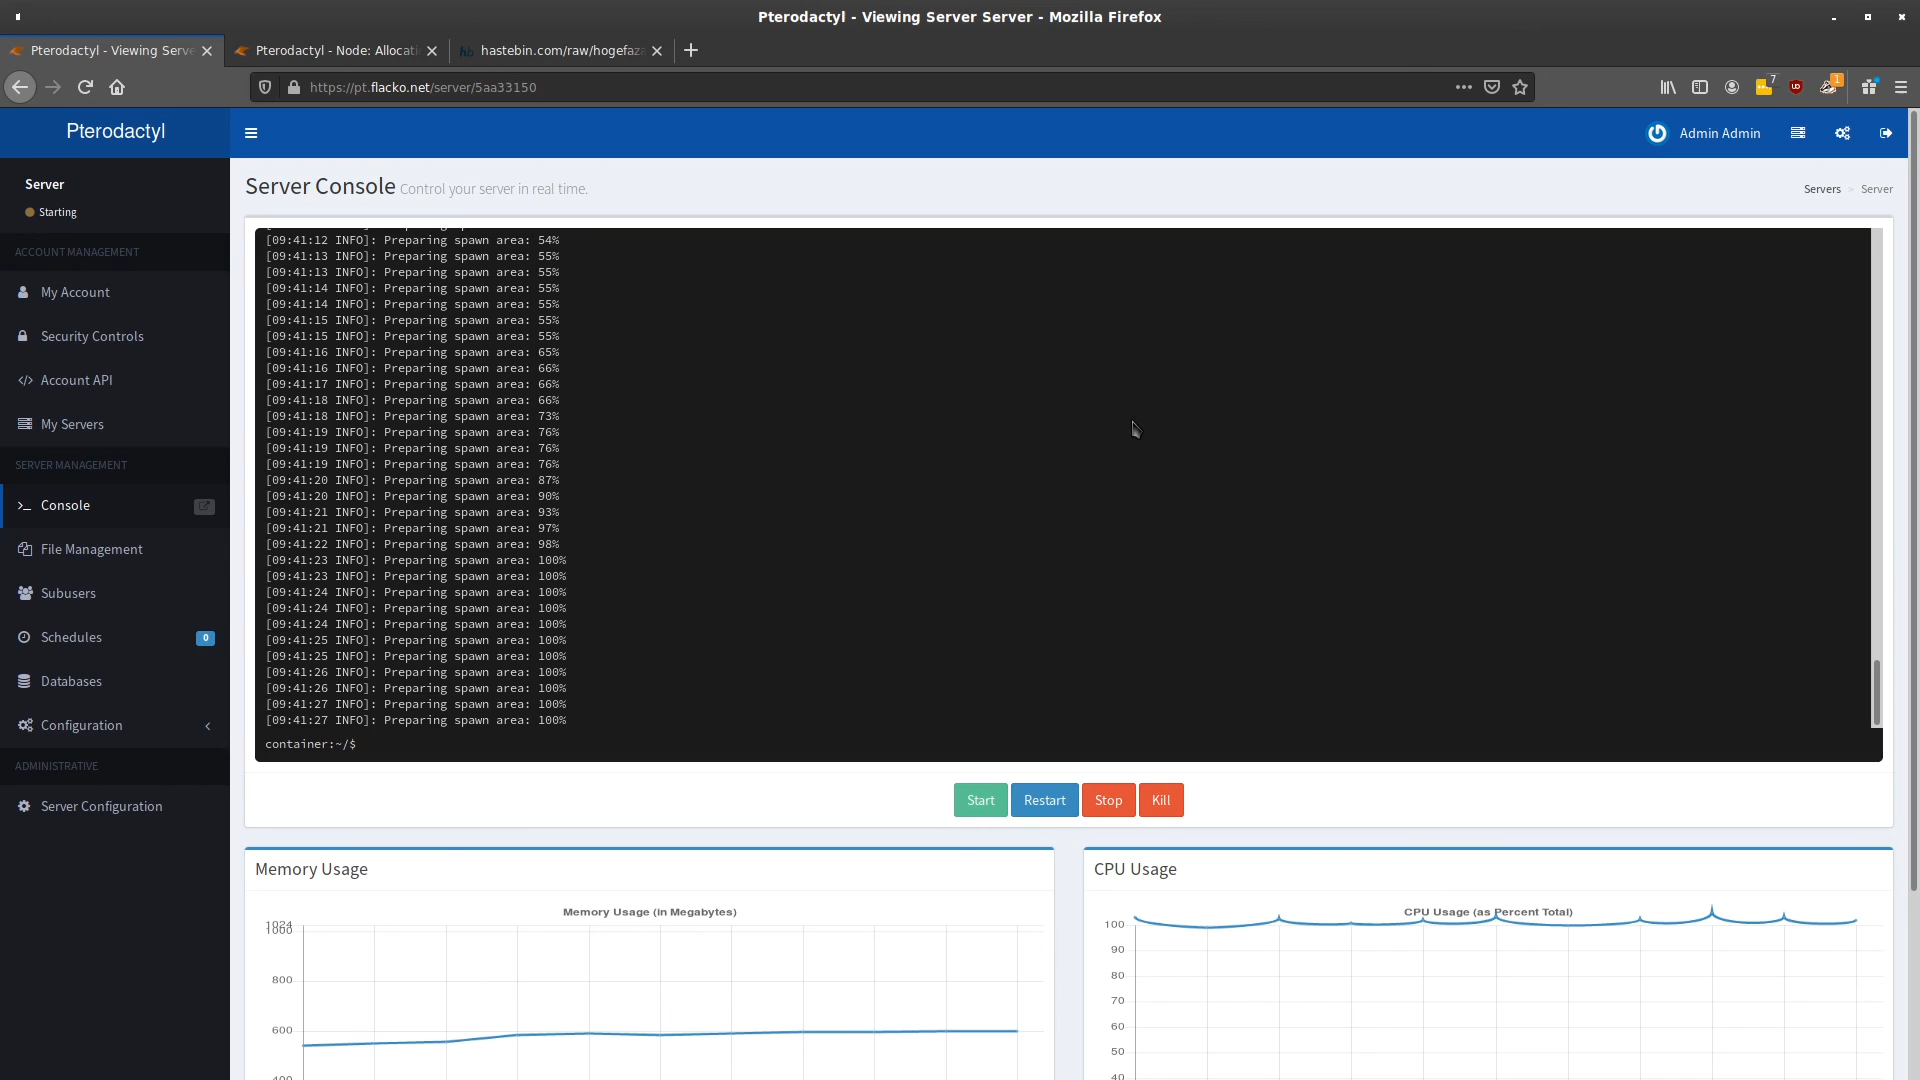 Pterodactyl - Viewing Server Server - Mozilla Firefox
Pterodactyl - Viewing Serve
Pterodactyl - Node: Allocati
hastebin.com/raw/hogefaza
https://pt.flacko.net/server/5aa33150
7
1
Pterodactyl
Admin Admin
Server
Starting
ACCOUNT MANAGEMENT
My Account
Security Controls
Account API
My Servers
SERVER MANAGEMENT
Console
File Management
Subusers
Schedules
0
Databases
Configuration
ADMINISTRATIVE
Server Configuration
Server Console Control your server in real time.
Servers > Server
[09:41:12 INFO]: Preparing spawn area: 54%
[09:41:13 INFO]: Preparing spawn area: 55%
[09:41:13 INFO]: Preparing spawn area: 55%
[09:41:14 INFO]: Preparing spawn area: 55%
[09:41:14 INFO]: Preparing spawn area: 55%
[09:41:15 INFO]: Preparing spawn area: 55%
[09:41:15 INFO]: Preparing spawn area: 55%
[09:41:16 INFO]: Preparing spawn area: 65%
[09:41:16 INFO]: Preparing spawn area: 66%
[09:41:17 INFO]: Preparing spawn area: 66%
[09:41:18 INFO]: Preparing spawn area: 66%
[09:41:18 INFO]: Preparing spawn area: 73%
[09:41:19 INFO]: Preparing spawn area: 76%
[09:41:19 INFO]: Preparing spawn area: 76%
[09:41:19 INFO]: Preparing spawn area: 76%
[09:41:20 INFO]: Preparing spawn area: 87%
[09:41:20 INFO]: Preparing spawn area: 90%
[09:41:21 INFO]: Preparing spawn area: 93%
[09:41:21 INFO]: Preparing spawn area: 97%
[09:41:22 INFO]: Preparing spawn area: 98%
[09:41:23 INFO]: Preparing spawn area: 100%
[09:41:23 INFO]: Preparing spawn area: 100%
[09:41:24 INFO]: Preparing spawn area: 100%
[09:41:24 INFO]: Preparing spawn area: 100%
[09:41:24 INFO]: Preparing spawn area: 100%
[09:41:25 INFO]: Preparing spawn area: 100%
[09:41:25 INFO]: Preparing spawn area: 100%
[09:41:26 INFO]: Preparing spawn area: 100%
[09:41:26 INFO]: Preparing spawn area: 100%
[09:41:27 INFO]: Preparing spawn area: 100%
[09:41:27 INFO]: Preparing spawn area: 100%
container:~/$
Start Restart Stop Kill
Memory Usage
Memory Usage (in Megabytes)
1024
1000
800
600
400
CPU Usage
CPU Usage (as Percent Total)
100
90
80
70
60
50
40